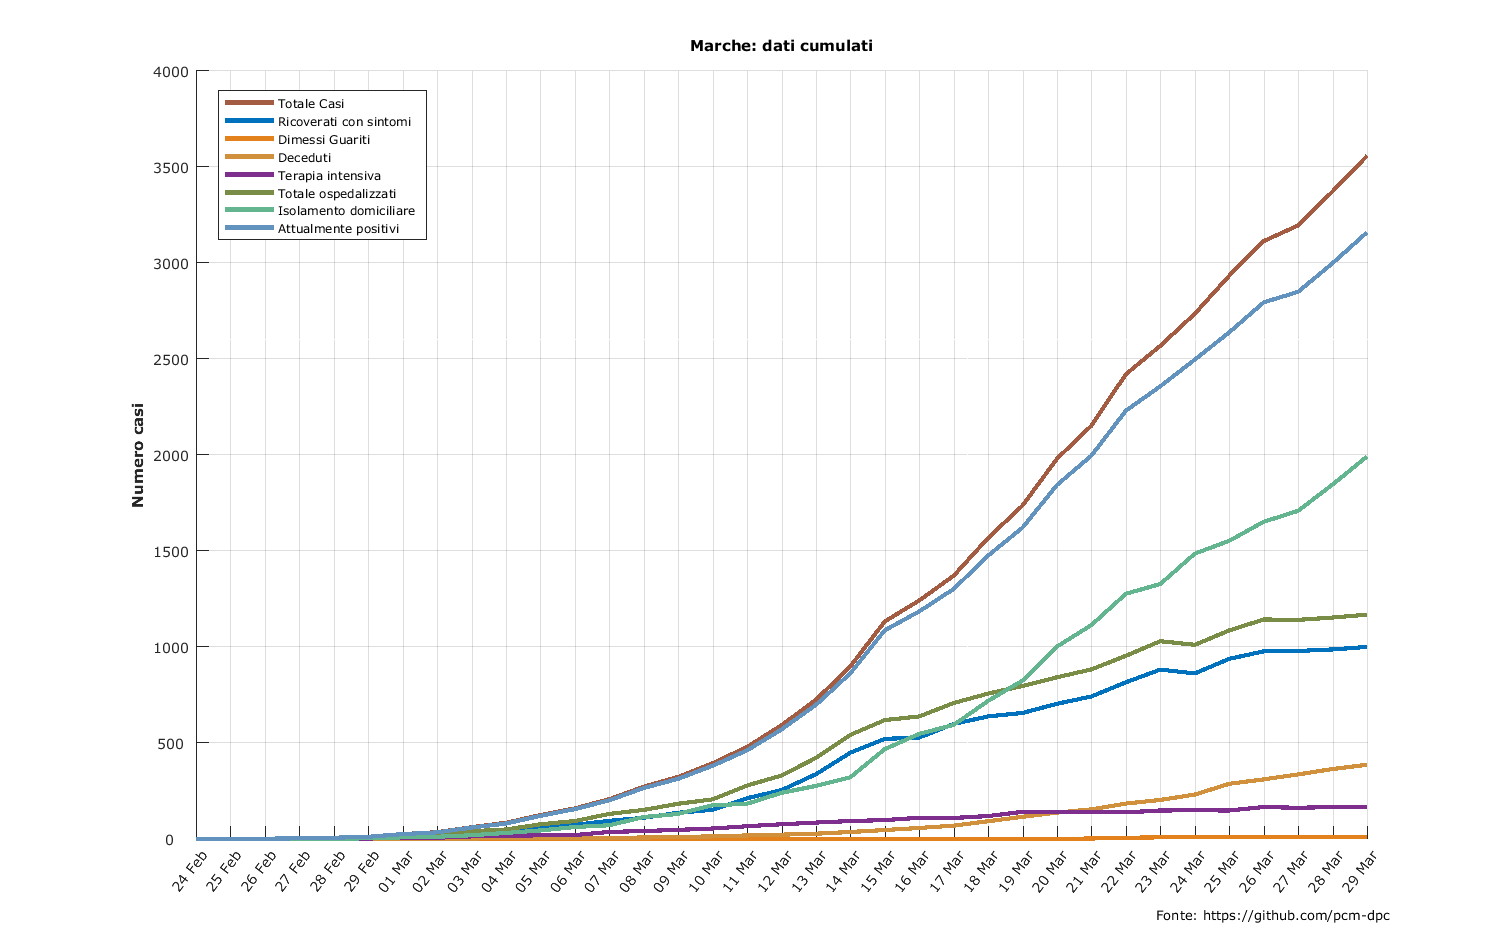 Marche: dati cumulati
4000
3500
3000
2500
2000
1500
1000
500
0
Numero casi
Totale Casi
Ricoverati con sintomi
Dimessi Guariti
Deceduti
Terapia intensiva
Totale ospedalizzati
Isolamento domiciliare
Attualmente positivi
24 Feb
25 Feb
26 Feb
27 Feb
28 Feb
29 Feb
01 Mar
02 Mar
03 Mar
04 Mar
05 Mar
06 Mar
07 Mar
08 Mar
09 Mar
10 Mar
11 Mar
12 Mar
13 Mar
14 Mar
15 Mar
16 Mar
17 Mar
18 Mar
19 Mar
20 Mar
21 Mar
22 Mar
23 Mar
24 Mar
25 Mar
26 Mar
27 Mar
28 Mar
29 Mar
Fonte: https://github.com/pcm-dpc